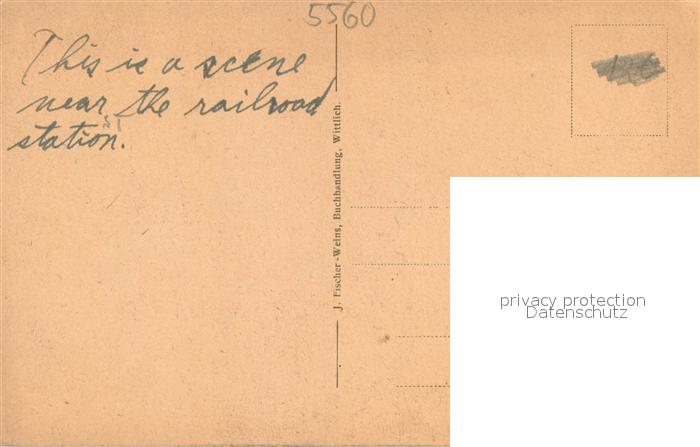 5560
This is a scene
near the railroad
station.
J. Fischer-Weins, Buchhandlung, Wittlich.
privacy protection
Datenschutz